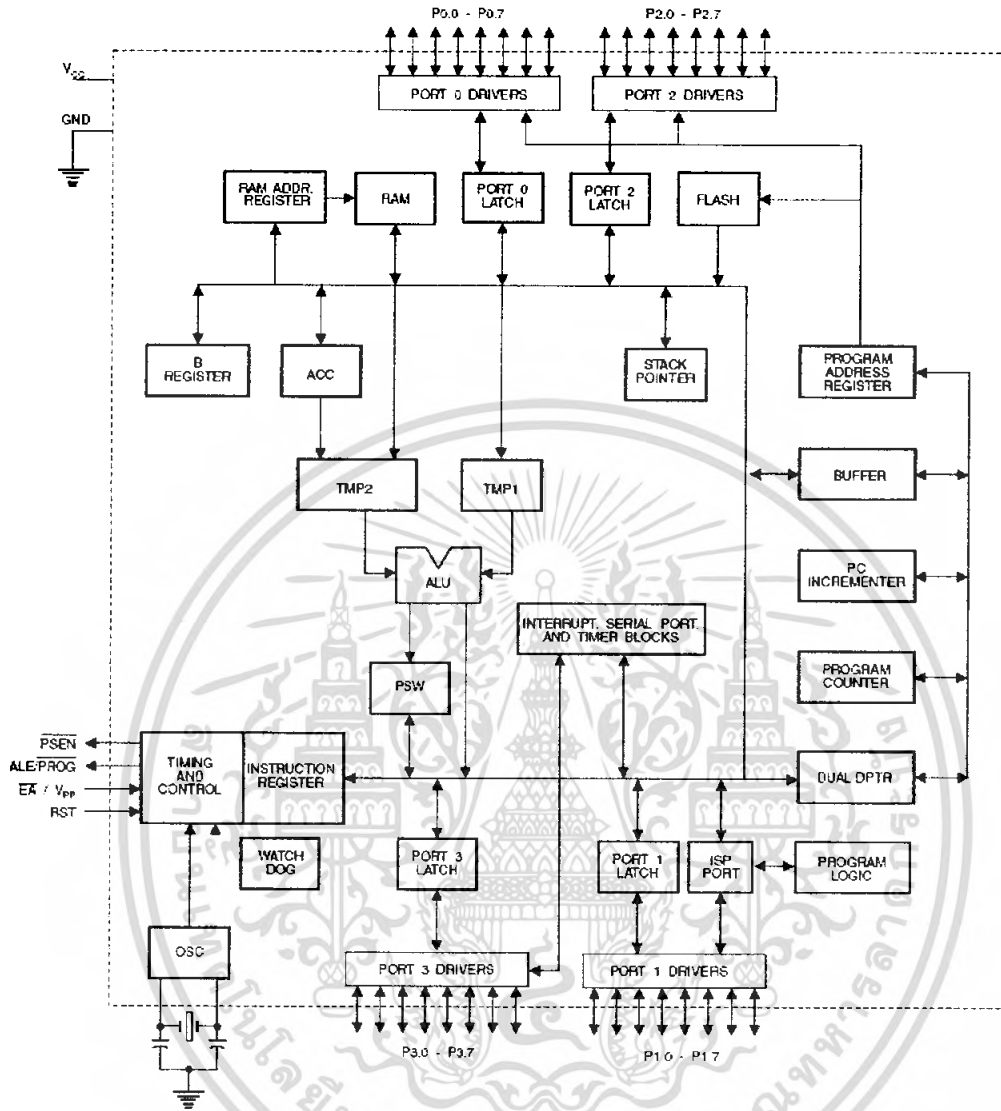 P0.0 - P0.7
P2.0 - P2.7
VCC
PORT 0 DRIVERS
PORT 2 DRIVERS
GND
RAM ADDR.
REGISTER
RAM
PORT 0
LATCH
PORT 2
LATCH
FLASH
B
REGISTER
ACC
STACK
POINTER
PROGRAM
ADDRESS
REGISTER
TMP2
TMP1
BUFFER
ALU
PC
INCREMENTER
INTERRUPT, SERIAL PORT,
AND TIMER BLOCKS
PSW
PROGRAM
COUNTER
PSEN
ALE/PROG
EA / VPP
RST
TIMING
AND
CONTROL
INSTRUCTION
REGISTER
DUAL DPTR
WATCH
DOG
PORT 3
LATCH
PORT 1
LATCH
ISP
PORT
PROGRAM
LOGIC
OSC
PORT 3 DRIVERS
PORT 1 DRIVERS
P3.0 - P3.7
P1.0 - P1.7